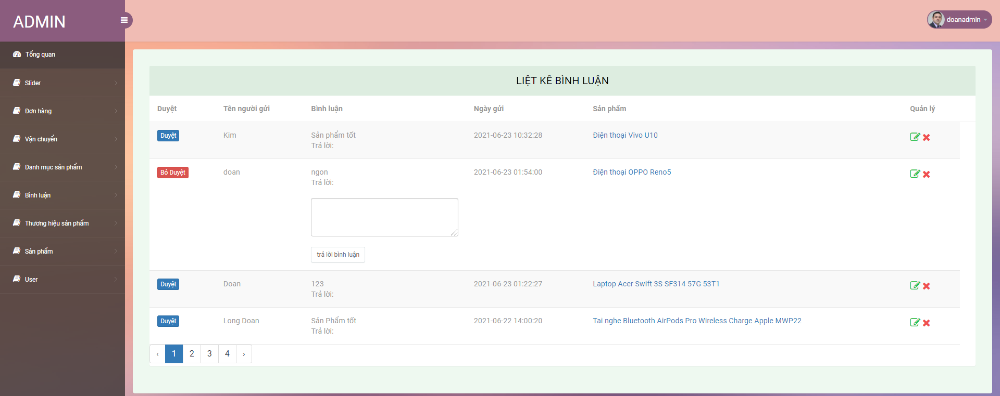 ADMIN
doanadmin
Tổng quan
Slider
Đơn hàng
Vận chuyển
Danh mục sản phẩm
Bình luận
Thương hiệu sản phẩm
Sản phẩm
User
LIỆT KÊ BÌNH LUẬN
Duyệt Tên người gửi Bình luận Ngày gửi Sản phẩm Quản lý
Duyệt Kim Sản phẩm tốt 2021-06-23 10:32:28 Điện thoại Vivo U10
Trả lời:
Bỏ Duyệt doan ngon 2021-06-23 01:54:00 Điện thoại OPPO Reno5
Trả lời:
trả lời bình luận
Duyệt Doan 123 2021-06-23 01:22:27 Laptop Acer Swift 3S SF314 57G 53T1
Trả lời:
Duyệt Long Doan Sản Phẩm tốt 2021-06-22 14:00:20 Tai nghe Bluetooth AirPods Pro Wireless Charge Apple MWP22
Trả lời:
‹ 1 2 3 4 ›